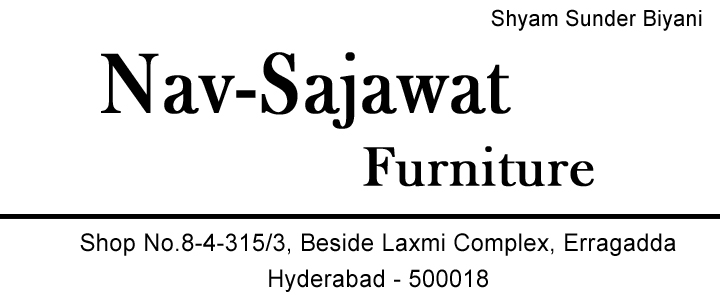 Shyam Sunder Biyani
Nav-Sajawat
Furniture
Shop No.8-4-315/3, Beside Laxmi Complex, Erragadda
Hyderabad - 500018